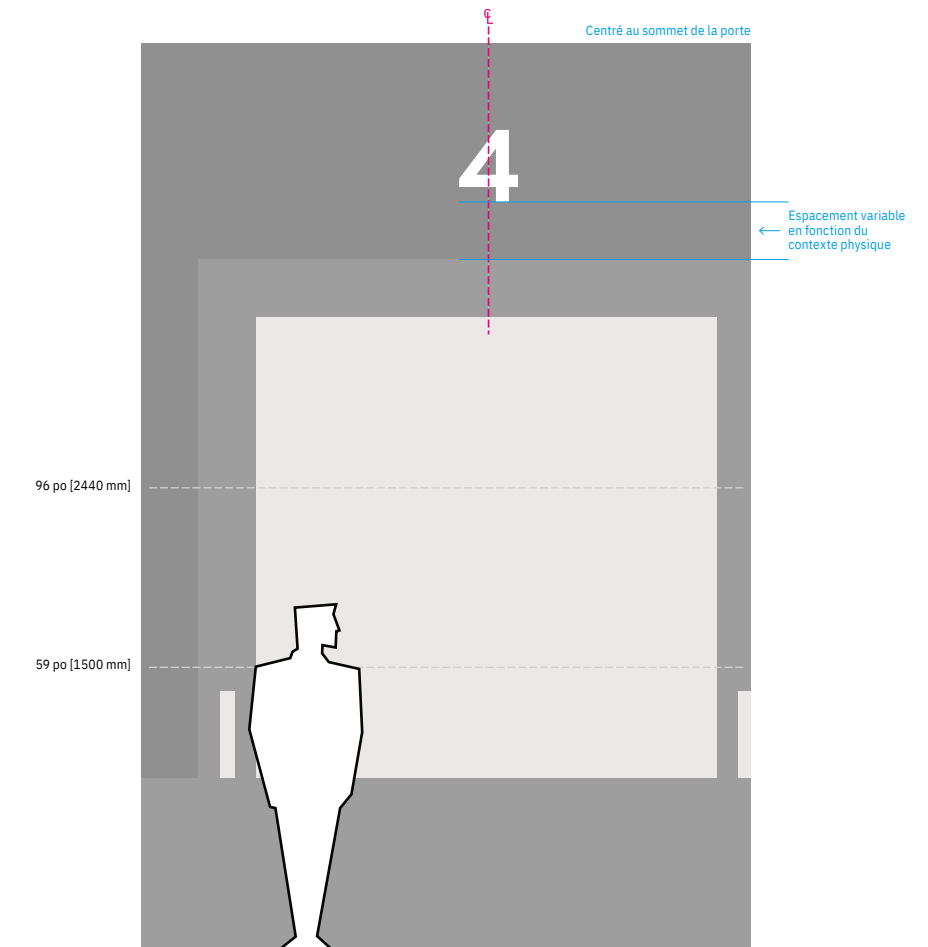 ℄
Centré au sommet de la porte
4
Espacement variable
en fonction du
contexte physique
96 po [2440 mm]
59 po [1500 mm]